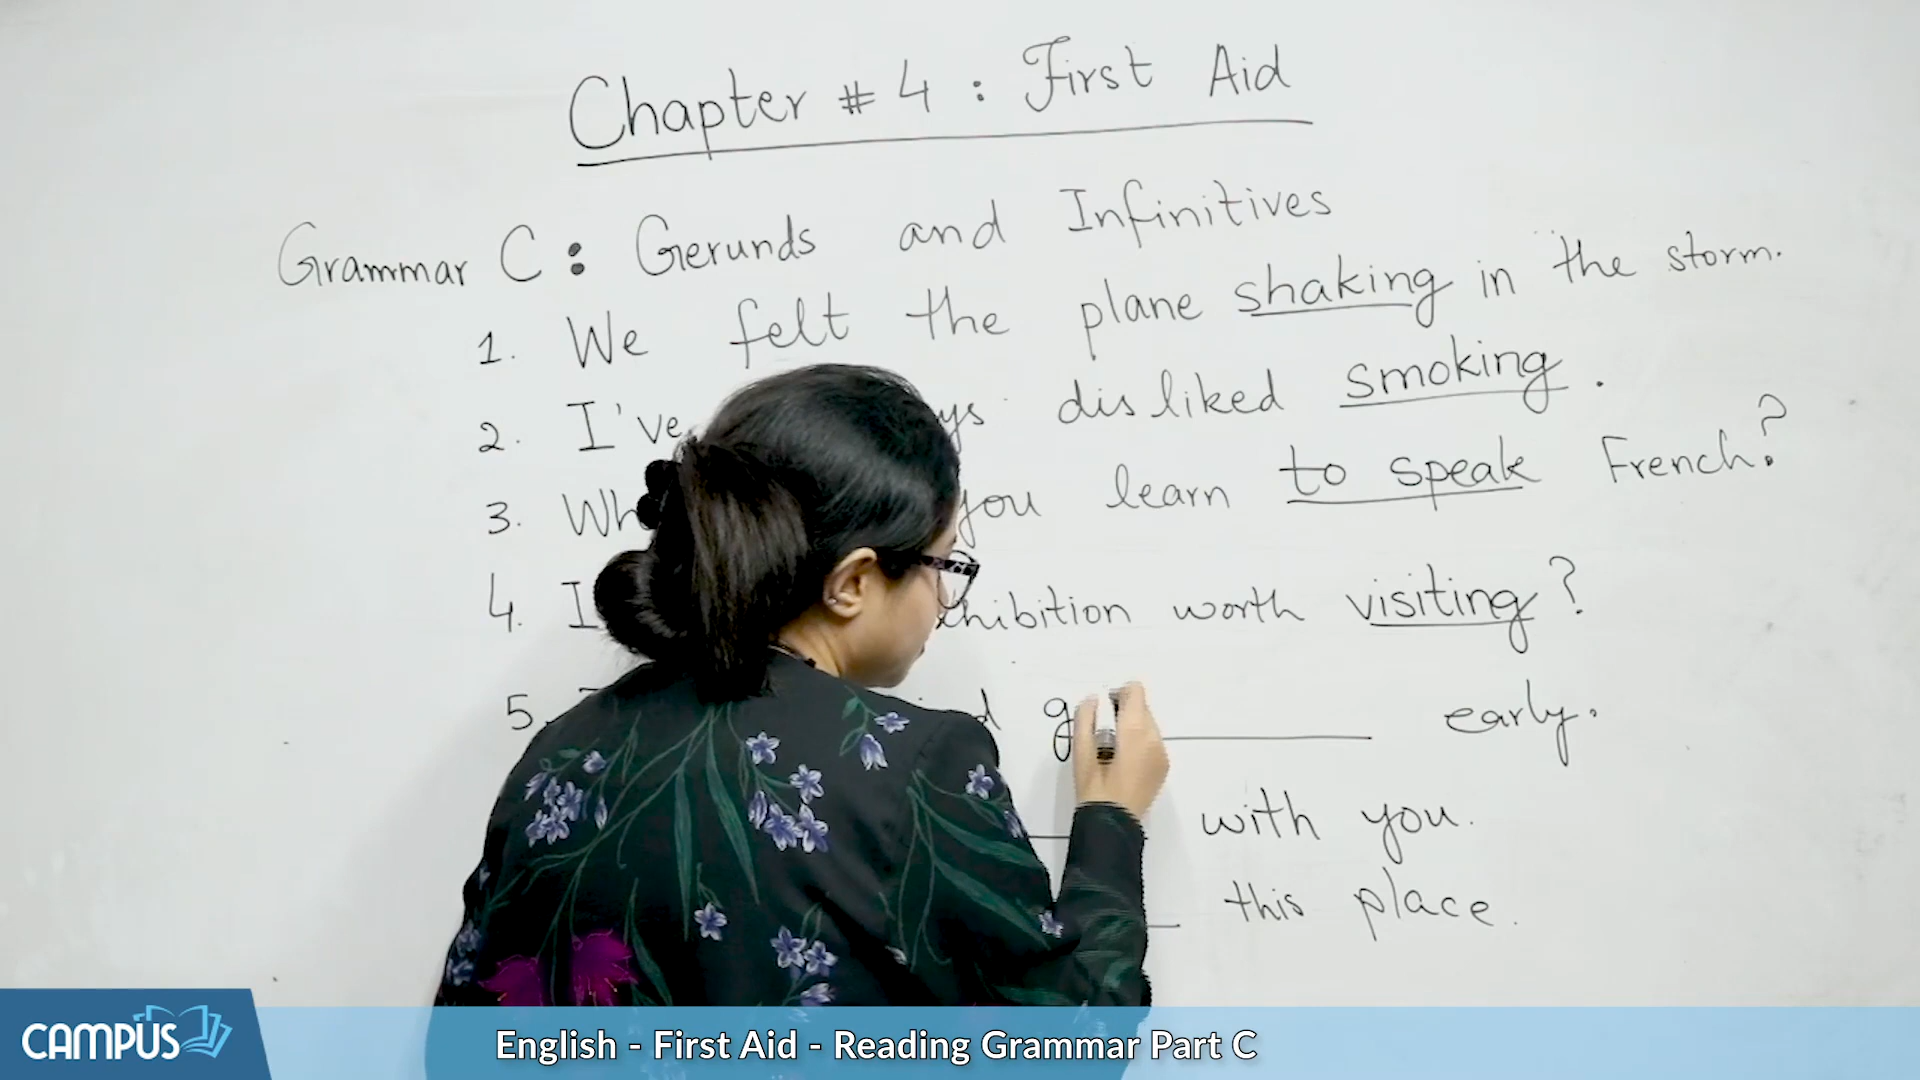 Chapter # 4 : First Aid
Grammar C : Gerunds and Infinitives
1. We felt the plane shaking in the storm.
2. I've disliked smoking.
3. you learn to speak French?
4. worth visiting?
5. early.
with you.
this place.
CAMPUS
English - First Aid - Reading Grammar Part C